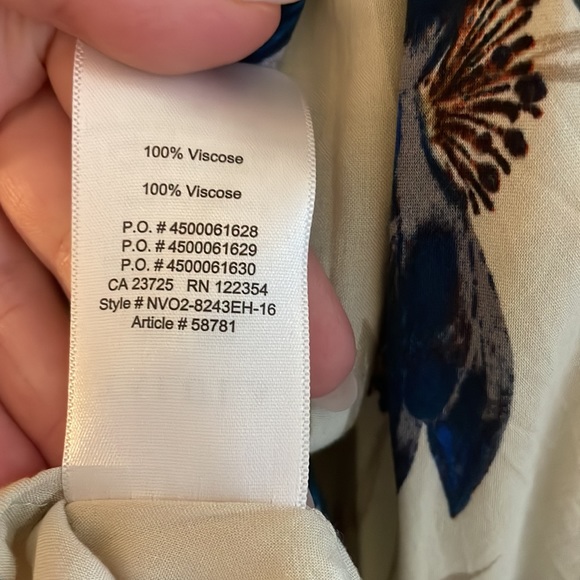 100% Viscose
100% Viscose
P.O. # 4500061628
P.O. # 4500061629
P.O. # 4500061630
CA 23725 RN 122354
Style # NVO2-8243EH-16
Article # 58781